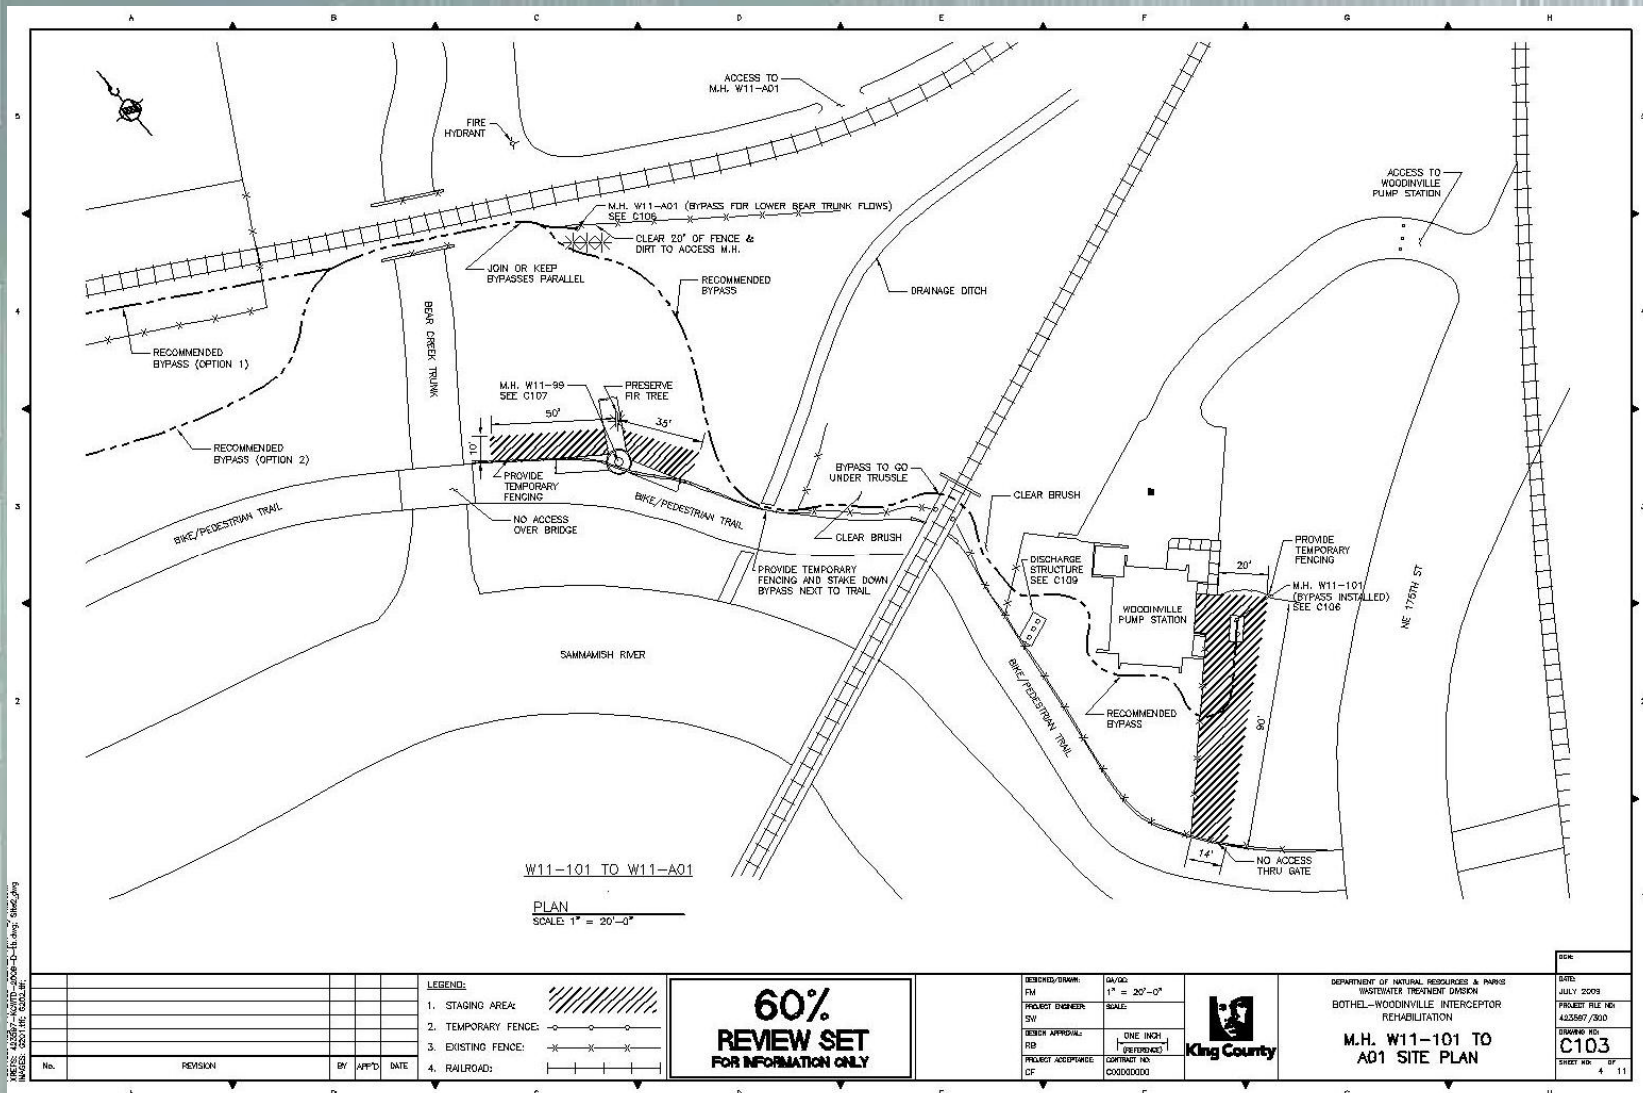 A B C D E F G H
5
4
3
2
ACCESS TO
M.H. W11-A01
FIRE
HYDRANT
ACCESS TO
WOODINVILLE
PUMP STATION
M.H. W11-A01 (BYPASS FOR LOWER BEAR TRUNK FLOWS)
SEE C106
CLEAR 20' OF FENCE &
DIRT TO ACCESS M.H.
JOIN OR KEEP
BYPASSES PARALLEL
RECOMMENDED
BYPASS
DRAINAGE DITCH
RECOMMENDED
BYPASS (OPTION 1)
BEAR CREEK TRUNK
M.H. W11-99
SEE C107
PRESERVE
FIR TREE
50'
35'
10'
RECOMMENDED
BYPASS (OPTION 2)
PROVIDE
TEMPORARY
FENCING
BIKE/PEDESTRIAN TRAIL
BIKE/PEDESTRIAN TRAIL
NO ACCESS
OVER BRIDGE
BYPASS TO GO
UNDER TRUSSLE
CLEAR BRUSH
CLEAR BRUSH
PROVIDE TEMPORARY
FENCING AND STAKE DOWN
BYPASS NEXT TO TRAIL
DISCHARGE
STRUCTURE
SEE C109
WOODINVILLE
PUMP STATION
20'
PROVIDE
TEMPORARY
FENCING
M.H. W11-101
(BYPASS INSTALLED)
SEE C106
NE 175TH ST
SAMMAMISH RIVER
BIKE/PEDESTRIAN TRAIL
RECOMMENDED
BYPASS
90'
14'
NO ACCESS
THRU GATE
W11-101 TO W11-A01
PLAN
SCALE: 1" = 20'-0"
No. REVISION BY APP'D DATE
LEGEND:
1. STAGING AREA:
2. TEMPORARY FENCE:
3. EXISTING FENCE:
4. RAILROAD:
60%
REVIEW SET
FOR INFORMATION ONLY
DESIGNED/DRAWN:
FM
PROJECT ENGINEER:
SW
DESIGN APPROVAL:
RB
PROJECT ACCEPTANCE:
CF
1" = 20'-0"
SCALE:
ONE INCH
(REFERENCE)
CONTRACT NO:
King County
DEPARTMENT OF NATURAL RESOURCES & PARKS
WASTEWATER TREATMENT DIVISION
BOTHEL-WOODINVILLE INTERCEPTOR
REHABILITATION
M.H. W11-101 TO
A01 SITE PLAN
DATE:
JULY 2009
PROJECT FILE NO:
423597/300
DRAWING NO:
C103
SHEET NO: OF
4 11